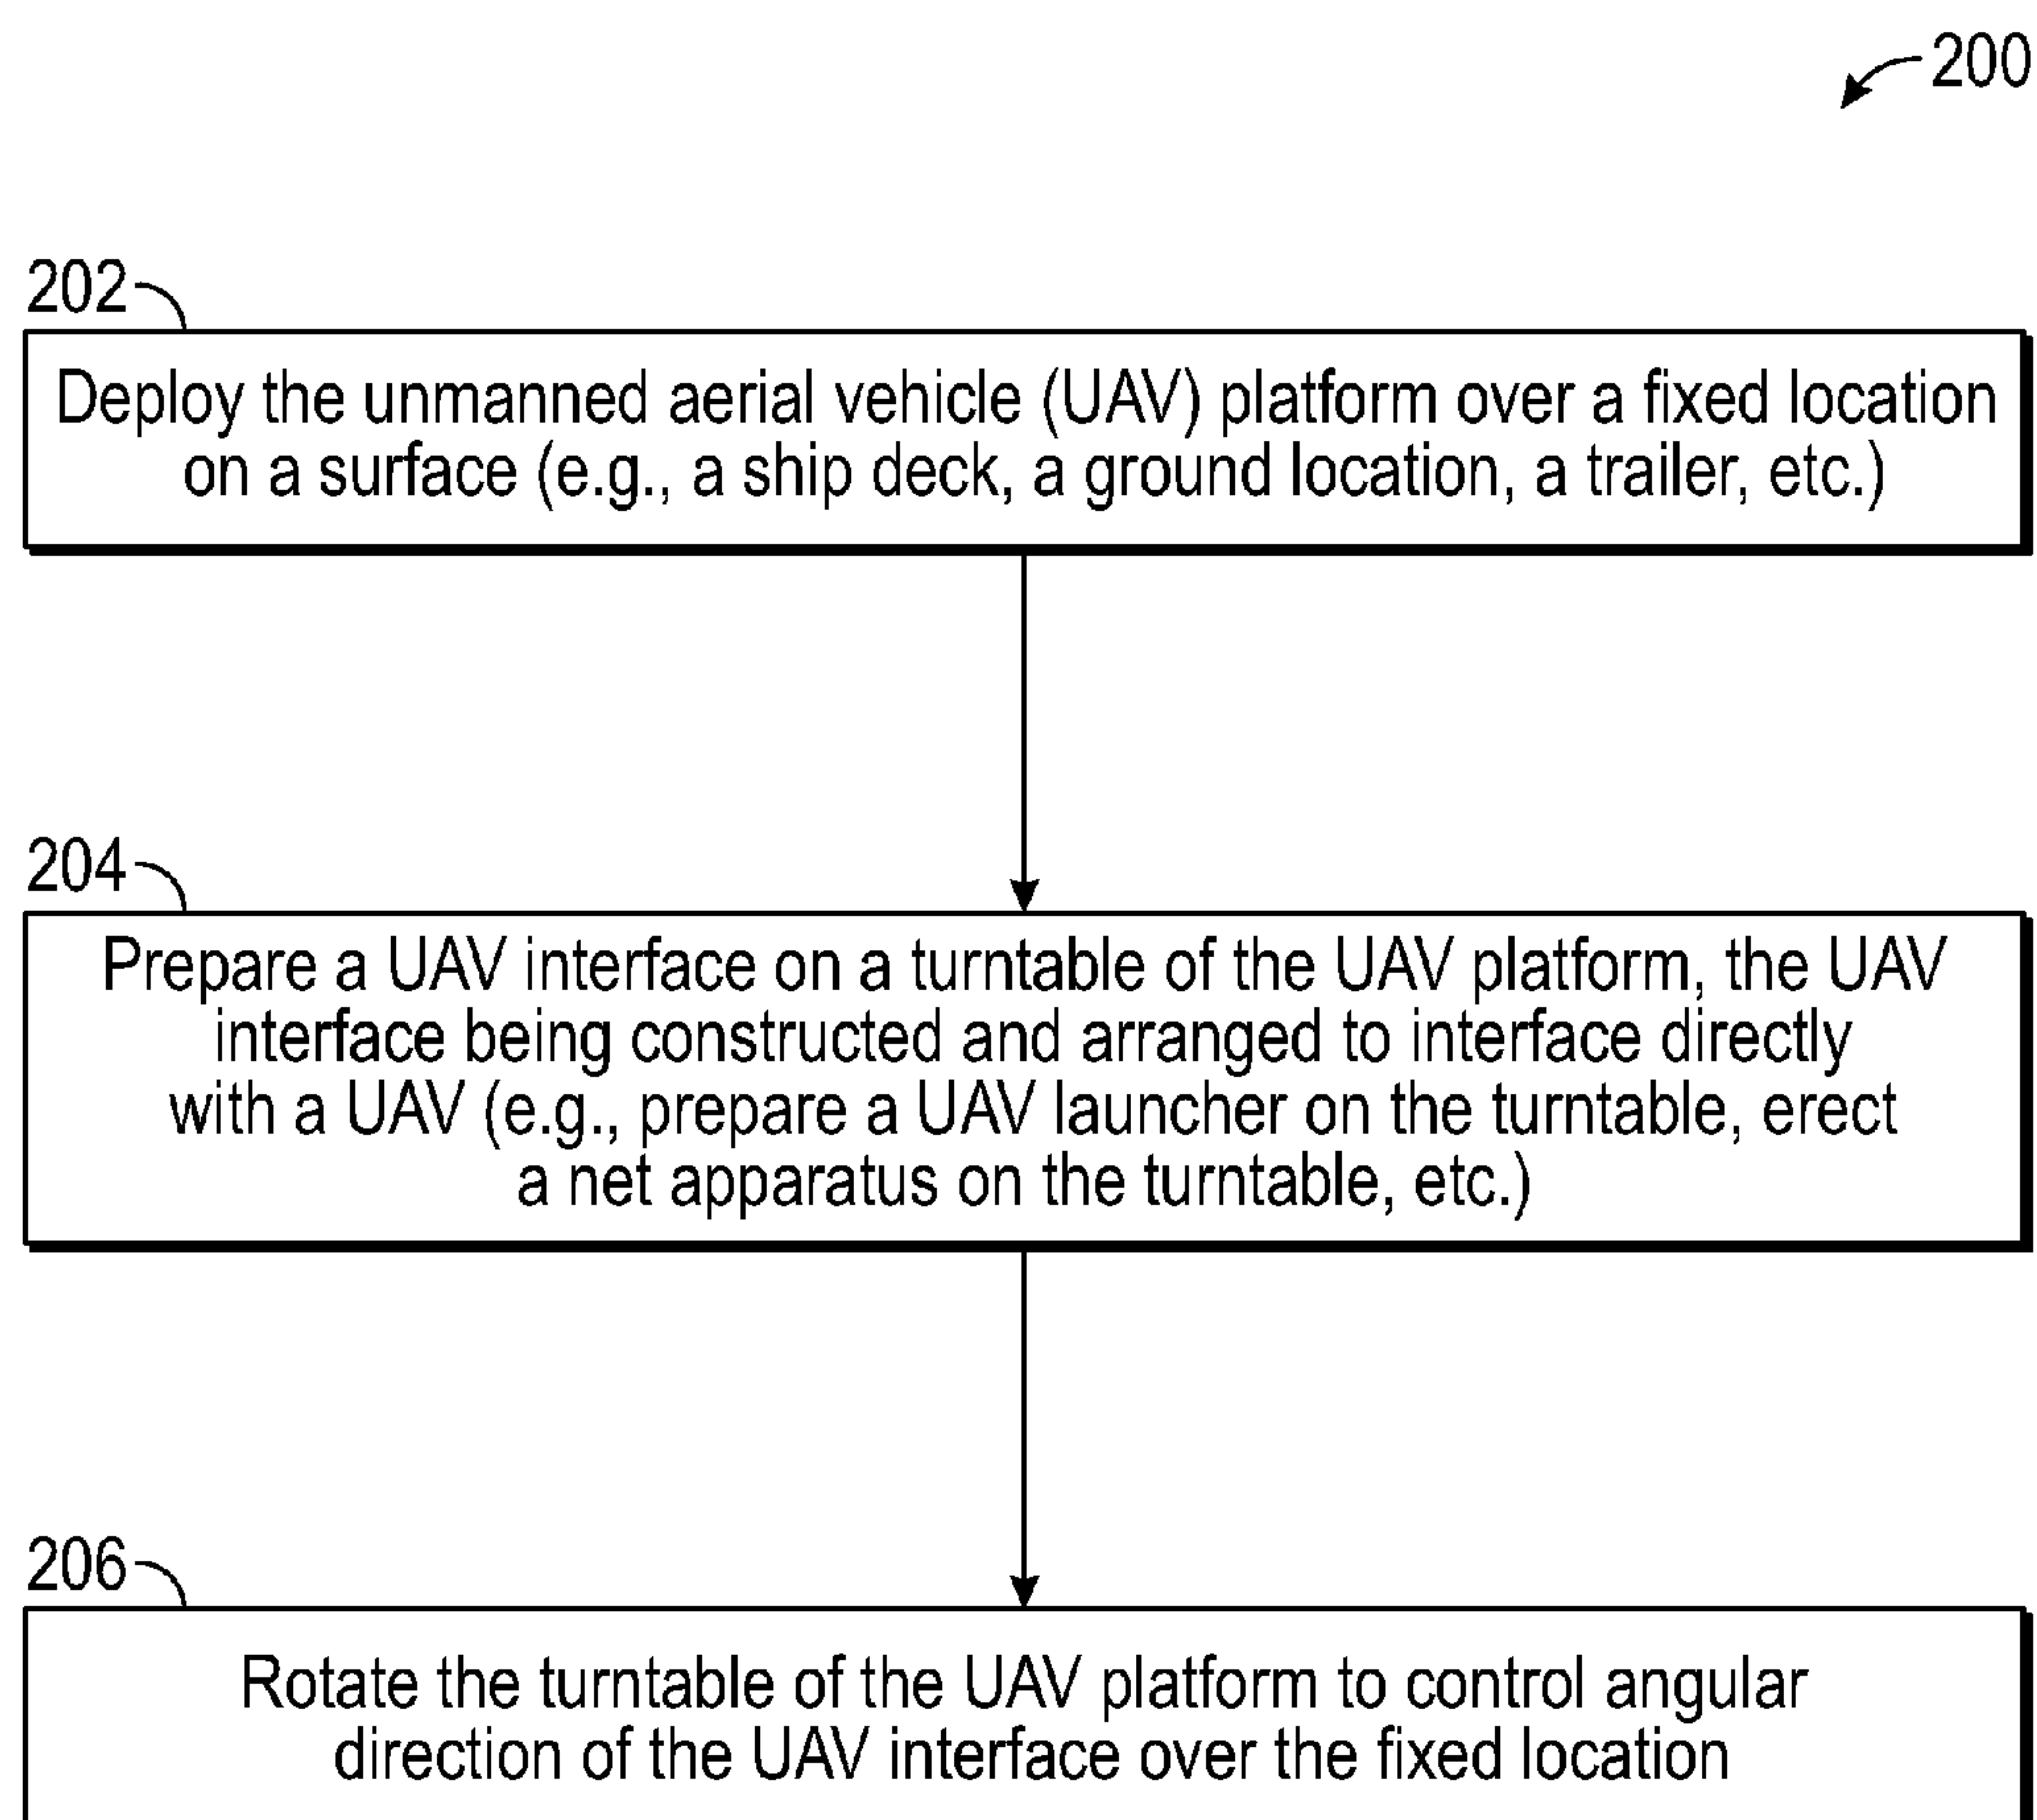 200
202
Deploy the unmanned aerial vehicle (UAV) platform over a fixed location
on a surface (e.g., a ship deck, a ground location, a trailer, etc.)
204
Prepare a UAV interface on a turntable of the UAV platform, the UAV
interface being constructed and arranged to interface directly
with a UAV (e.g., prepare a UAV launcher on the turntable, erect
a net apparatus on the turntable, etc.)
206
Rotate the turntable of the UAV platform to control angular
direction of the UAV interface over the fixed location